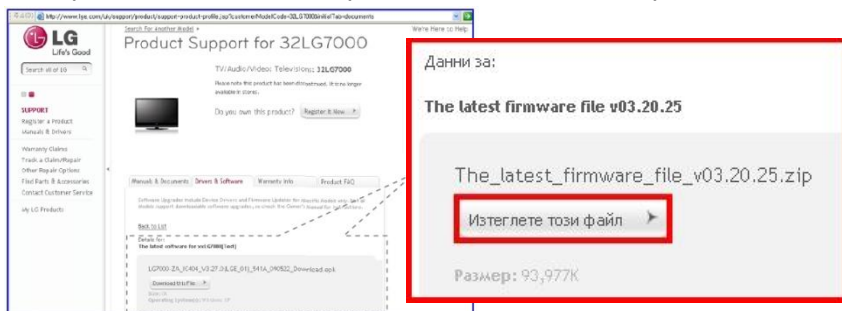 http://www.lge.com/uk/support/product/support-product-profile.jsp?customerModelCode=32LG7000&initialTab=documents
LG
Life's Good
Search for another model
We're Here to Help
Product Support for 32LG7000
TV/Audio/Video: Televisions: 32LG7000
Please note this product has been discontinued. It is no longer
available in stores.
Do you own this product? Register It Now
SUPPORT
Register a Product
Manuals & Drivers
Warranty Claims
Track a Claim/Repair
Other Repair Options
Find Parts & Accessories
Contact Customer Service
My LG Products
Manuals & Documents Drivers & Software Warranty Info Product FAQ
Back to List
Details for:
Download this File
Данни за:
The latest firmware file v03.20.25
The_latest_firmware_file_v03.20.25.zip
Изтеглете този файл
Размер: 93,977K